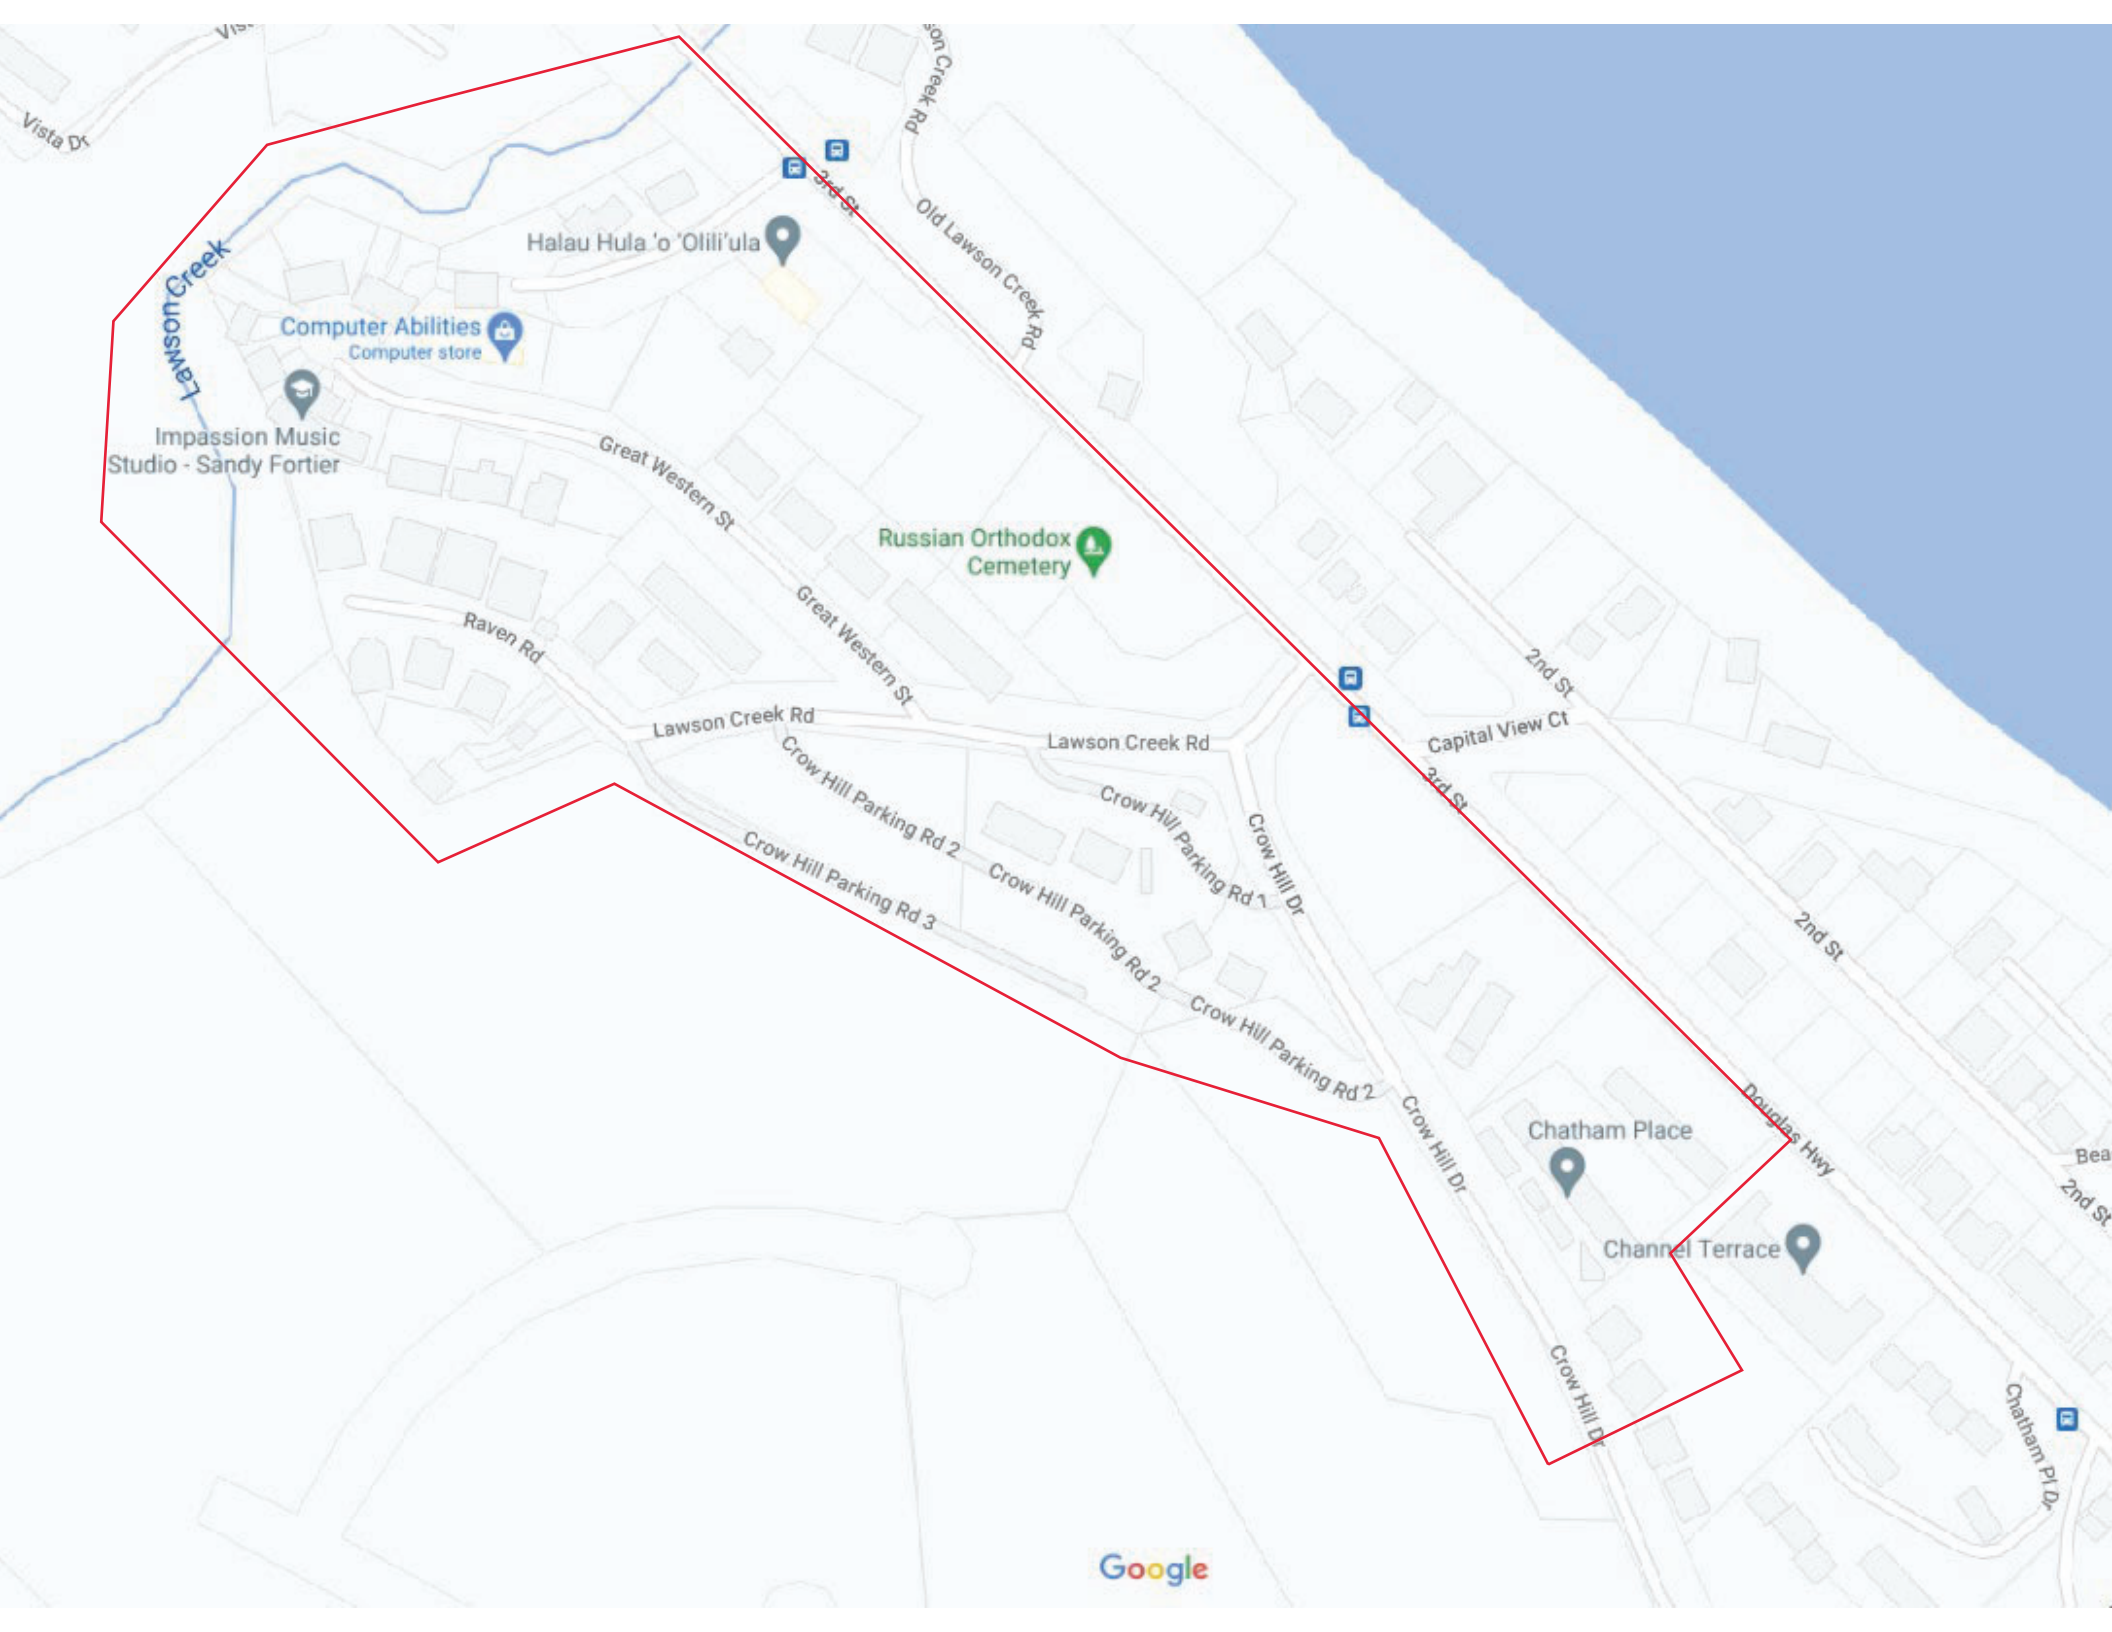 Vista Dr
son Creek Rd
3rd St
Old Lawson Creek Rd
Halau Hula 'o 'Olili'ula
Lawson Creek
Computer Abilities
Computer store
Impassion Music
Studio - Sandy Fortier
Great Western St
Russian Orthodox
Cemetery
Great Western St
Raven Rd
2nd St
Lawson Creek Rd
Lawson Creek Rd
Capital View Ct
3rd St
Crow Hill Parking Rd 2
Crow Hill Parking Rd 1
Crow Hill Dr
Crow Hill Parking Rd 3
Crow Hill Parking Rd 2
2nd St
Crow Hill Parking Rd 2
Douglas Hwy
Crow Hill Dr
Chatham Place
Bea
2nd St
Channel Terrace
Crow Hill Dr
Chatham Pl Dr
Google